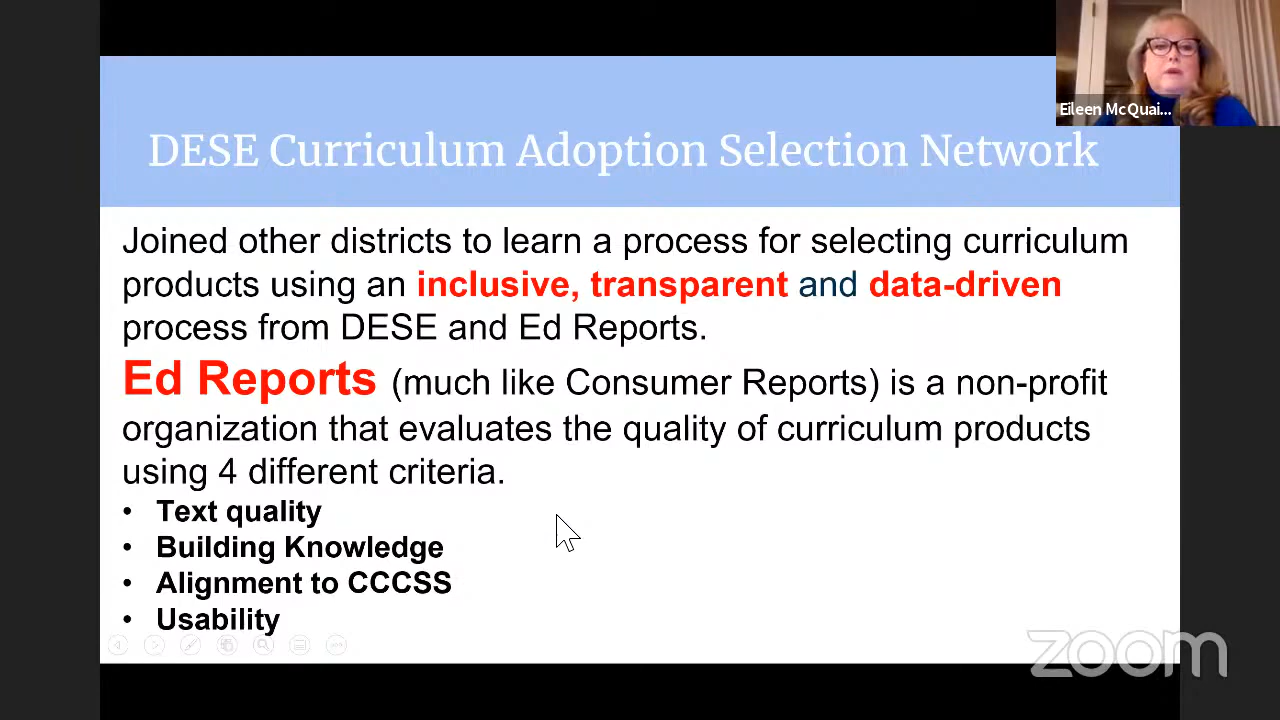 Eileen McQuai...
DESE Curriculum Adoption Selection Network
Joined other districts to learn a process for selecting curriculum
products using an inclusive, transparent and data-driven
process from DESE and Ed Reports.
Ed Reports (much like Consumer Reports) is a non-profit
organization that evaluates the quality of curriculum products
using 4 different criteria.
• Text quality
• Building Knowledge
• Alignment to CCCSS
• Usability
zoom